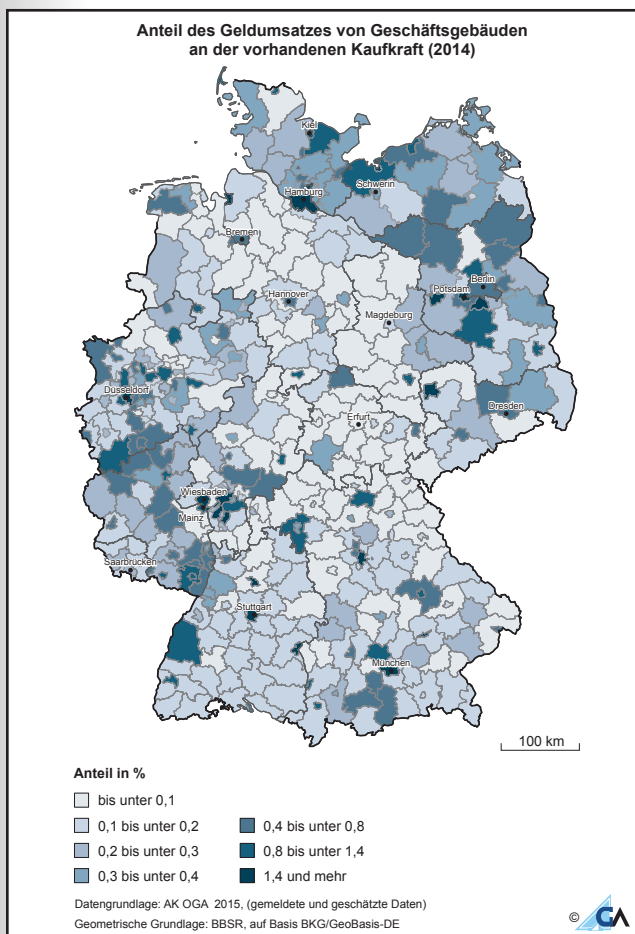 Anteil des Geldumsatzes von Geschäftsgebäuden
an der vorhandenen Kaufkraft (2014)
Kiel
Schwerin
Hamburg
Bremen
Berlin
Potsdam
Hannover
Magdeburg
Düsseldorf
Dresden
Erfurt
Wiesbaden
Mainz
Saarbrücken
Stuttgart
München
100 km
Anteil in %
bis unter 0,1
0,1 bis unter 0,2
0,2 bis unter 0,3
0,3 bis unter 0,4
0,4 bis unter 0,8
0,8 bis unter 1,4
1,4 und mehr
Datengrundlage: AK OGA 2015, (gemeldete und geschätzte Daten)
Geometrische Grundlage: BBSR, auf Basis BKG/GeoBasis-DE
© GA